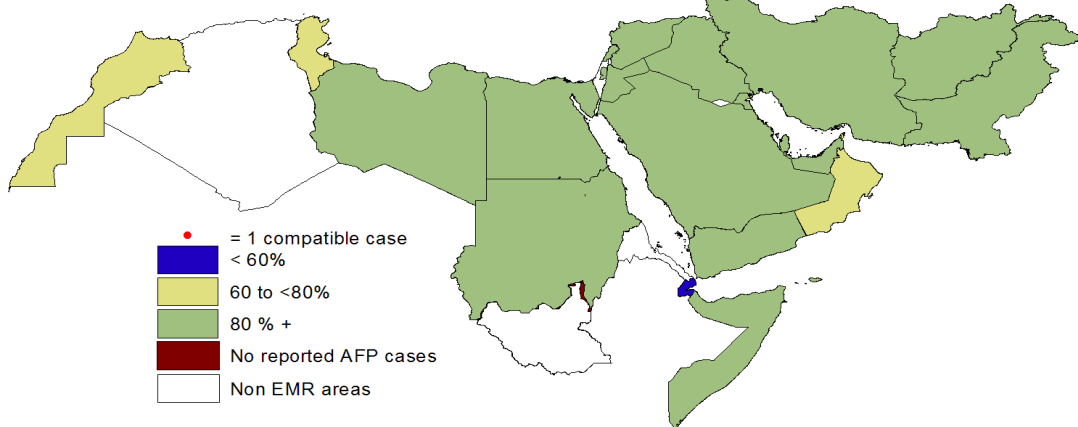 = 1 compatible case
< 60%
60 to <80%
80 % +
No reported AFP cases
Non EMR areas